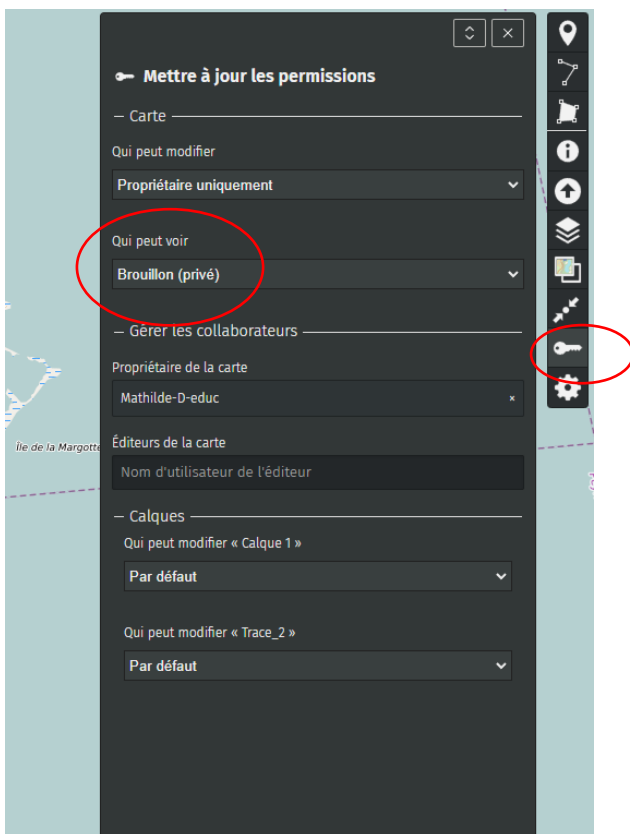 Mettre à jour les permissions
Carte
Qui peut modifier
Propriétaire uniquement
Qui peut voir
Brouillon (privé)
Gérer les collaborateurs
Propriétaire de la carte
Mathilde-D-educ ×
Île de la Margotte
Éditeurs de la carte
Nom d'utilisateur de l'éditeur
Calques
Qui peut modifier « Calque 1 »
Par défaut
Qui peut modifier « Trace_2 »
Par défaut